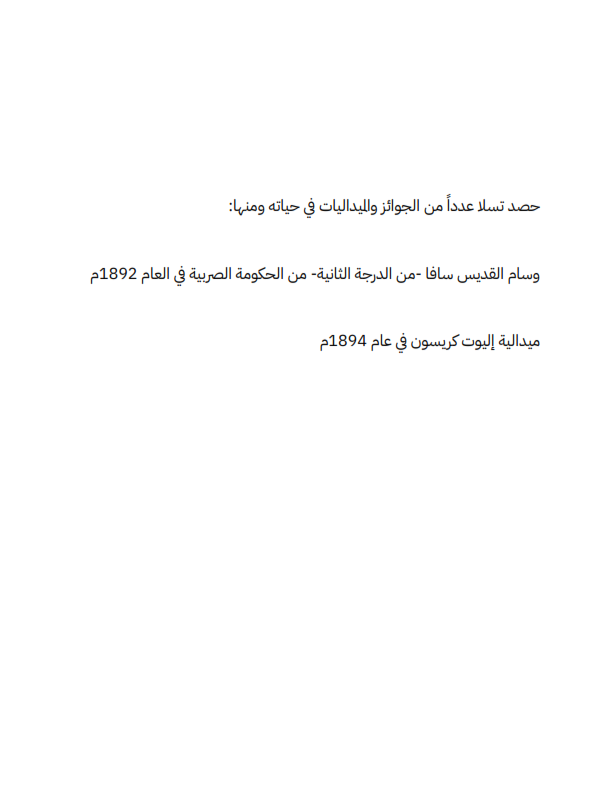 حصد تسلا عدداً من الجوائز والميداليات في حياته ومنها:
وسام القديس سافا -من الدرجة الثانية- من الحكومة الصربية في العام 1892م
ميدالية إليوت كريسون في عام 1894م